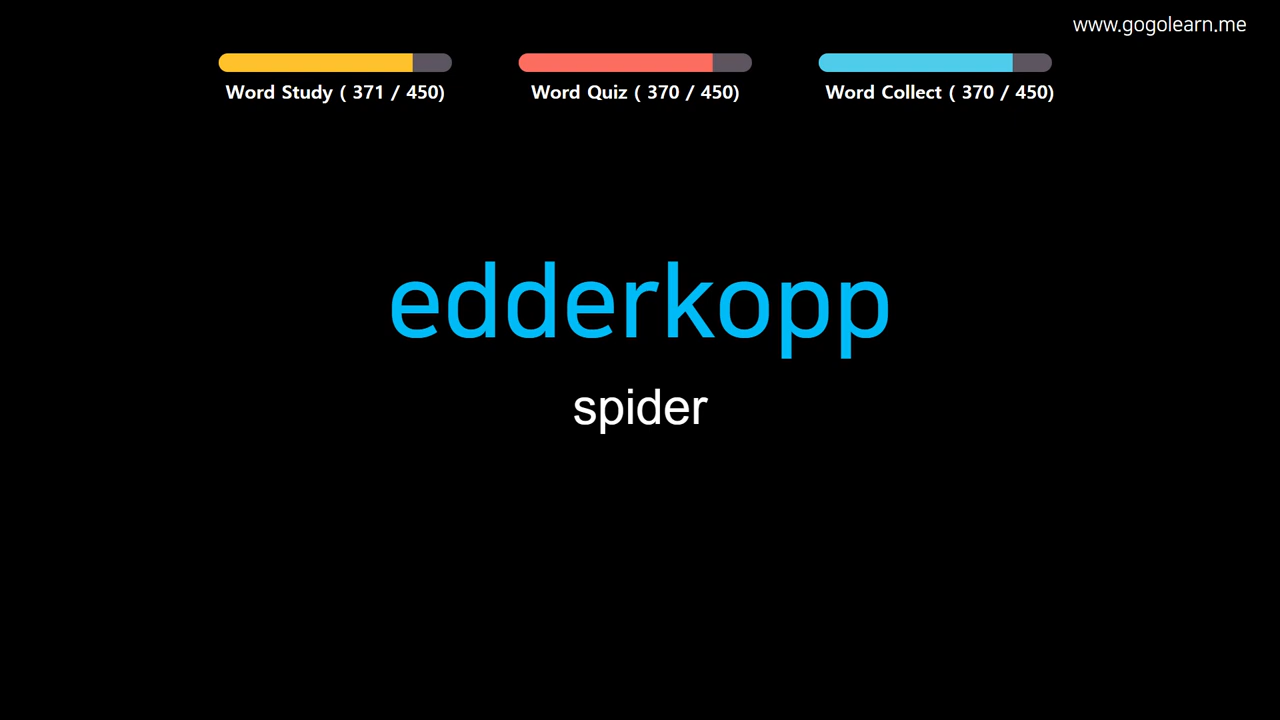 www.gogolearn.me
Word Study ( 371 / 450)
Word Quiz ( 370 / 450)
Word Collect ( 370 / 450)
edderkopp
spider